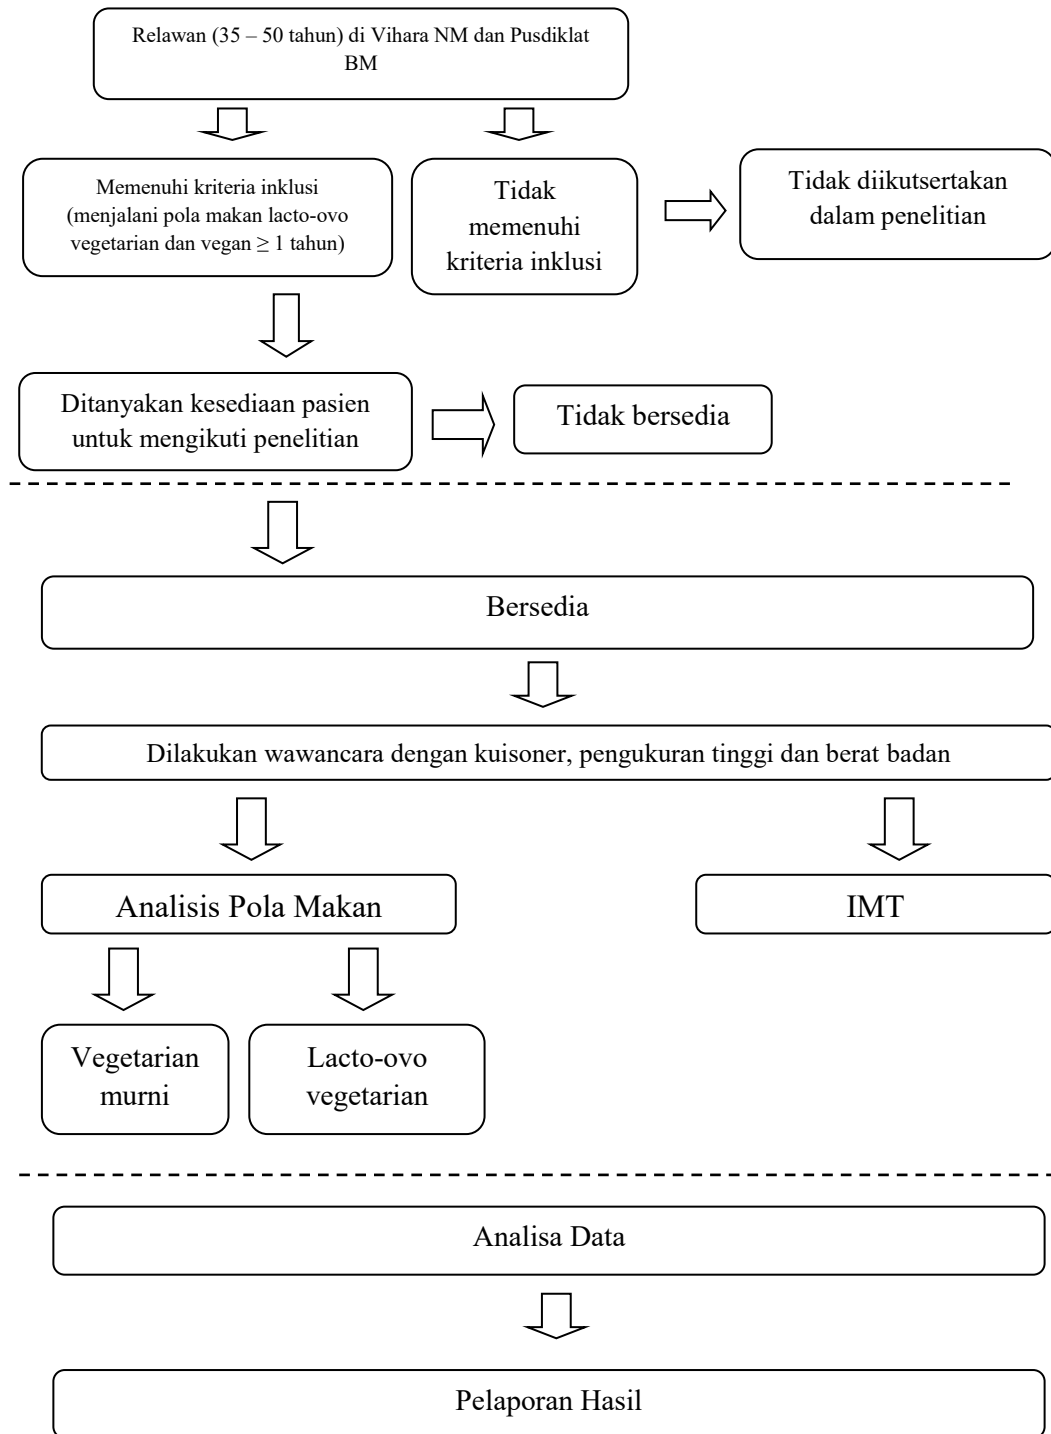 Relawan (35 – 50 tahun) di Vihara NM dan Pusdiklat
BM
Memenuhi kriteria inklusi
(menjalani pola makan lacto-ovo
vegetarian dan vegan ≥ 1 tahun)
Tidak
memenuhi
kriteria inklusi
Tidak diikutsertakan
dalam penelitian
Ditanyakan kesediaan pasien
untuk mengikuti penelitian
Tidak bersedia
Bersedia
Dilakukan wawancara dengan kuisoner, pengukuran tinggi dan berat badan
Analisis Pola Makan
IMT
Vegetarian
murni
Lacto-ovo
vegetarian
Analisa Data
Pelaporan Hasil